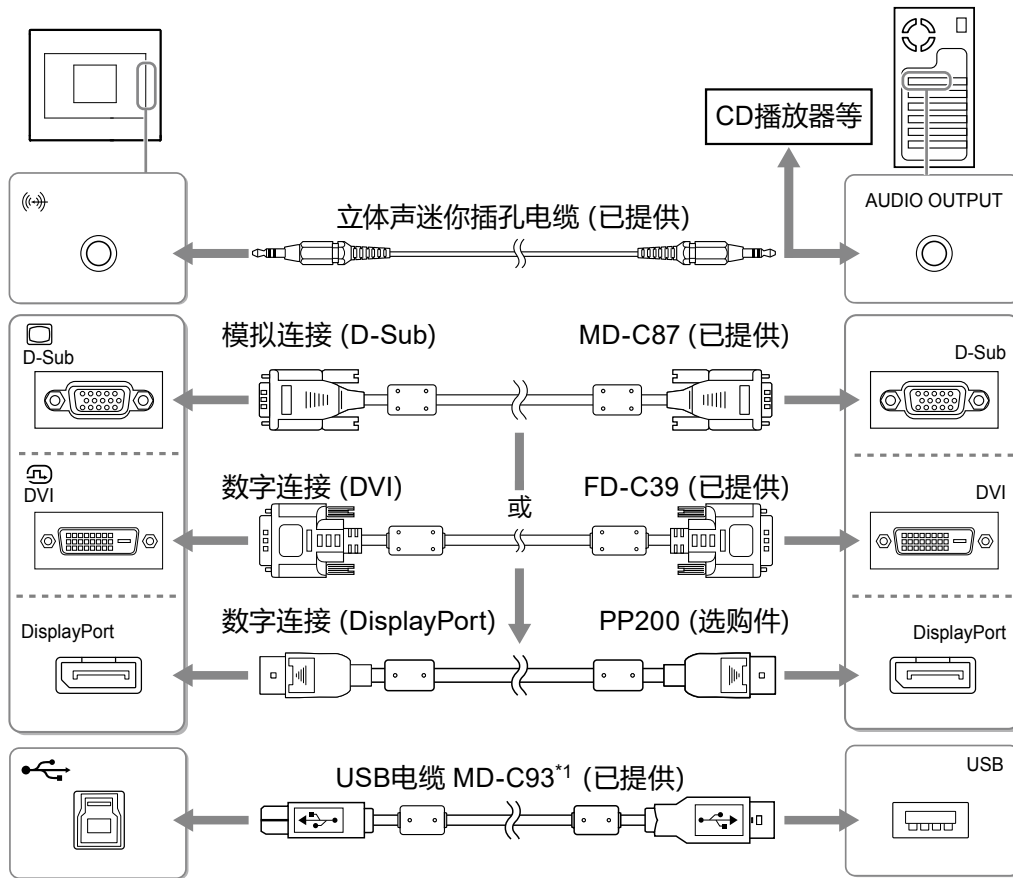 CD播放器等
AUDIO OUTPUT
立体声迷你插孔电缆 (已提供)
D-Sub
模拟连接 (D-Sub)
MD-C87 (已提供)
D-Sub
DVI
数字连接 (DVI)
或
FD-C39 (已提供)
DVI
DisplayPort
数字连接 (DisplayPort)
PP200 (选购件)
DisplayPort
USB电缆 MD-C93*1 (已提供)
USB